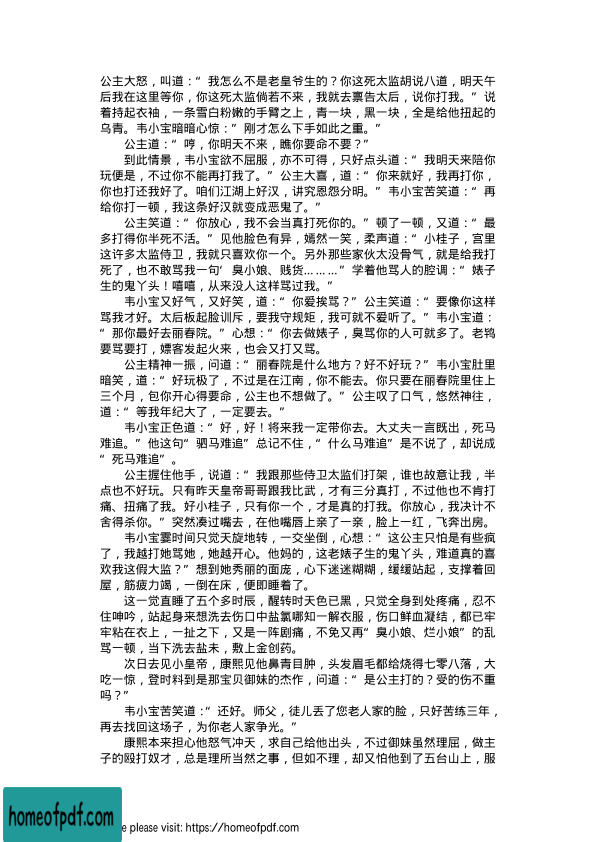 公主大怒，叫道：“ 我怎么不是老皇爷生的？你这死太监胡说八道，明天午
后我在这里等你，你这死太监倘若不来，我就去禀告太后，说你打我。”说
着持起衣袖，一条雪白粉嫩的手臂之上，青一块，黑一块，全是给他扭起的
乌青。韦小宝暗暗心惊：” 刚才怎么下手如此之重。”
公主道：“ 哼，你明天不来，瞧你要命不要？”
到此情景，韦小宝欲不屈服，亦不可得，只好点头道：“ 我明天来陪你
玩便是，不过你不能再打我了。” 公主大喜，道：“ 你来就好，我再打你，
你也打还我好了。咱们江湖上好汉，讲究恩怨分明。” 韦小宝苦笑道：“ 再
给你打一顿，我这条好汉就变成恶鬼了。”
公主笑道：“ 你放心，我不会当真打死你的。”顿了一顿，又道：“ 最
多打得你半死不活。” 见他脸色有异，嫣然一笑，柔声道：“ 小桂子，宫里
这许多太监侍卫，我就只喜欢你一个。另外那些家伙太没骨气，就是给我打
死了，也不敢骂我一句‘ 臭小娘、贱货………” 学着他骂人的腔调：“ 婊子
生的鬼丫头！嘻嘻，从来没人这样骂过我。”
韦小宝又好气，又好笑，道：“ 你爱挨骂？” 公主笑道：“ 要像你这样
骂我才好。太后板起脸训斥，要我守规矩，我可就不爱听了。” 韦小宝道：
“ 那你最好去丽春院。” 心想：“ 你去做婊子，臭骂你的人可就多了。老鸨
要骂要打，嫖客发起火来，也会又打又骂。
公主精神一振，问道：“ 丽春院是什么地方？好不好玩？” 韦小宝肚里
暗笑，道：“ 好玩极了，不过是在江南，你不能去。你只要在丽春院里住上
三个月，包你开心得要命，公主也不想做了。” 公主叹了口气，悠然神往，
道：“ 等我年纪大了，一定要去。”
韦小宝正色道：“ 好，好！将来我一定带你去。大丈夫一言既出，死马
难追。”他这句“ 驷马难追”总记不住，“ 什么马难追” 是不说了，却说成
“ 死马难追” 。
公主握住他手，说道：“ 我跟那些侍卫太监们打架，谁也故意让我，半
点也不好玩。只有昨天皇帝哥哥跟我比武，才有三分真打，不过他也不肯打
痛、扭痛了我。好小桂子，只有你一个，才是真的打我。你放心，我决计不
舍得杀你。” 突然凑过嘴去，在他嘴唇上亲了一亲，脸上一红，飞奔出房。
韦小宝霎时间只觉天旋地转，一交坐倒，心想：“ 这公主只怕是有些疯
了，我越打她骂她，她越开心。他妈的，这老婊子生的鬼丫头，难道真的喜
欢我这假太监？” 想到她秀丽的面庞，心下迷迷糊糊，缓缓站起，支撑着回
屋，筋疲力竭，一倒在床，便即睡着了。
这一觉直睡了五个多时辰，醒转时天色已黑，只觉全身到处疼痛，忍不
住呻吟，站起身来想洗去伤口中盐氯哪知一解衣服，伤口鲜血凝结，都已牢
牢粘在衣上，一扯之下，又是一阵剧痛，不免又再“ 臭小娘、烂小娘” 的乱
骂一顿，当下洗去盐未，敷上金创药。
次日去见小皇帝，康熙见他鼻青目肿，头发眉毛都给烧得七零八落，大
吃一惊，登时料到是那宝贝御妹的杰作，问道：“ 是公主打的？受的伤不重
吗？”
韦小宝苦笑道：“ 还好。师父，徒儿丢了您老人家的脸，只好苦练三年，
再去找回这场子，为你老人家争光。”
康熙本来担心他怒气冲天，求自己给他出头，不过御妹虽然理屈，做主
子的殴打奴才，总是理所当然之事，但如不理，却又怕他到了五台山上，服
homeofpdf.com
e please visit: https://homeofpdf.com